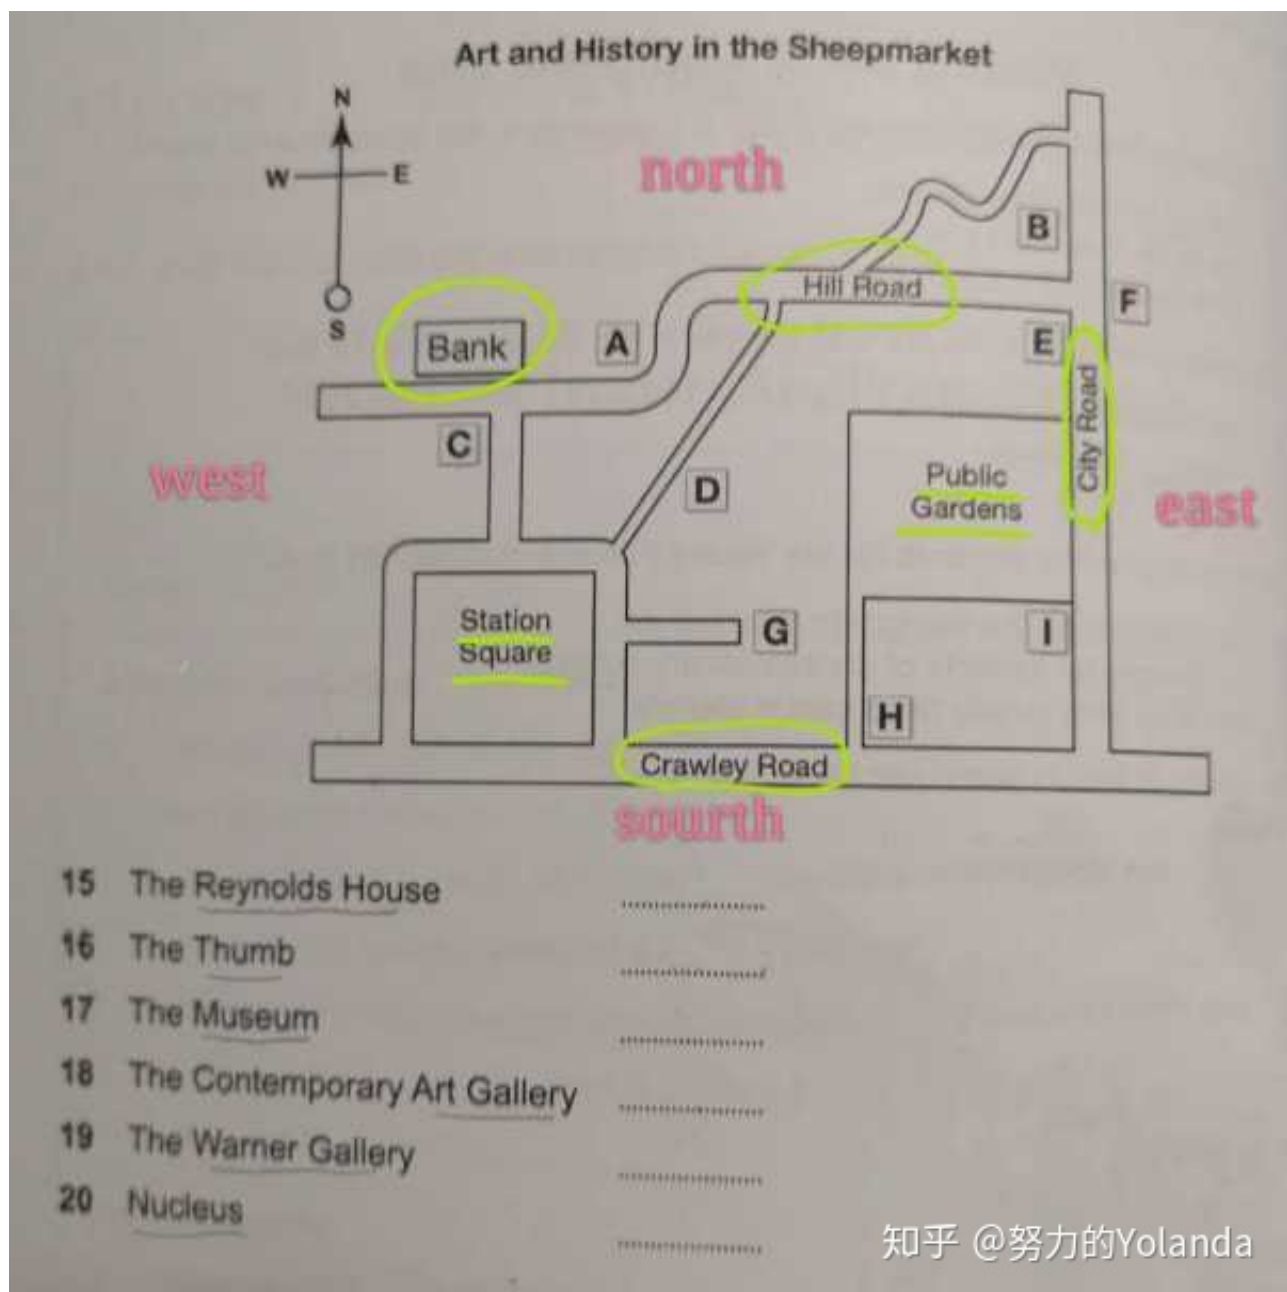 Art and History in the Sheepmarket
N
W
E
S
north
B
Hill Road
F
Bank
A
E
City Road
C
west
D
Public
Gardens
east
Station
Square
G
I
H
Crawley Road
sourth
15 The Reynolds House ..........
16 The Thumb ..........
17 The Museum ..........
18 The Contemporary Art Gallery ..........
19 The Warner Gallery ..........
20 Nucleus ..........
知乎 @努力的Yolanda